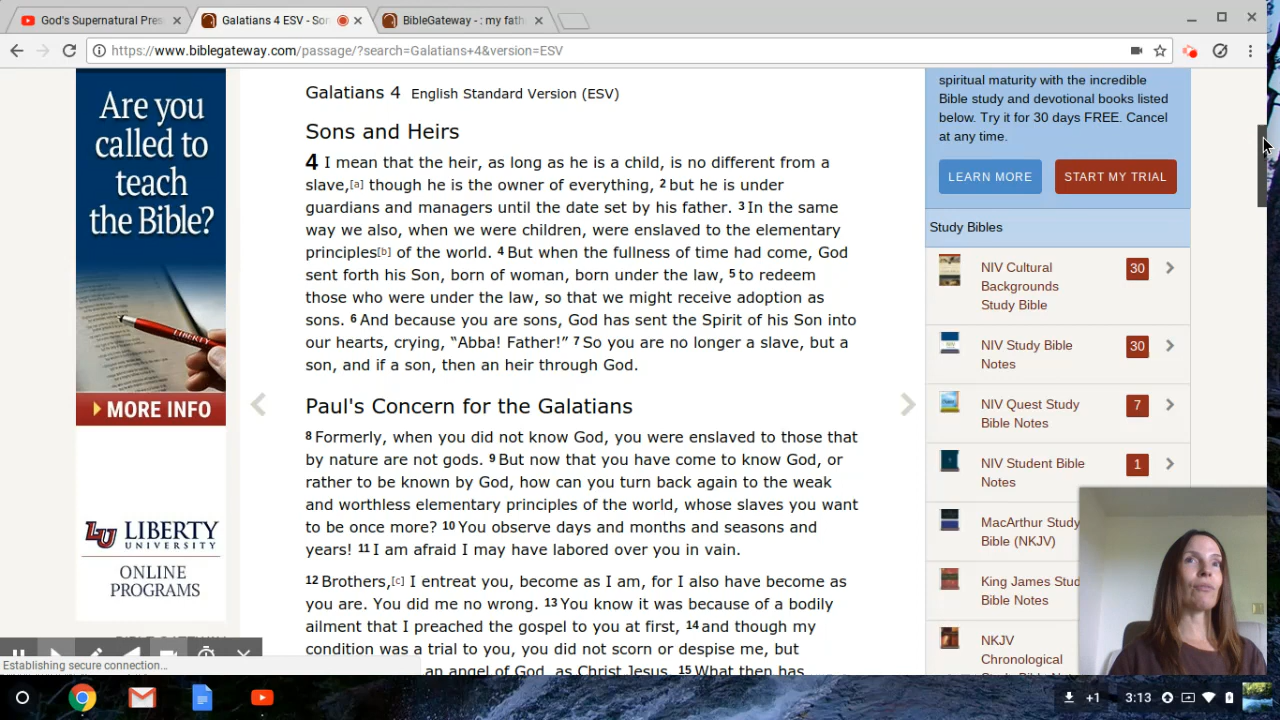 God's Supernatural Pres
Galatians 4 ESV - Son
BibleGateway - : my fath
https://www.biblegateway.com/passage/?search=Galatians+4&version=ESV
Are you
called to
teach
the Bible?
LIBERTY
MORE INFO
LU LIBERTY
UNIVERSITY
ONLINE
PROGRAMS
Galatians 4 English Standard Version (ESV)
Sons and Heirs
4 I mean that the heir, as long as he is a child, is no different from a
slave,[a] though he is the owner of everything, 2 but he is under
guardians and managers until the date set by his father. 3 In the same
way we also, when we were children, were enslaved to the elementary
principles[b] of the world. 4 But when the fullness of time had come, God
sent forth his Son, born of woman, born under the law, 5 to redeem
those who were under the law, so that we might receive adoption as
sons. 6 And because you are sons, God has sent the Spirit of his Son into
our hearts, crying, “Abba! Father!” 7 So you are no longer a slave, but a
son, and if a son, then an heir through God.
Paul's Concern for the Galatians
8 Formerly, when you did not know God, you were enslaved to those that
by nature are not gods. 9 But now that you have come to know God, or
rather to be known by God, how can you turn back again to the weak
and worthless elementary principles of the world, whose slaves you want
to be once more? 10 You observe days and months and seasons and
years! 11 I am afraid I may have labored over you in vain.
12 Brothers,[c] I entreat you, become as I am, for I also have become as
you are. You did me no wrong. 13 You know it was because of a bodily
ailment that I preached the gospel to you at first, 14 and though my
condition was a trial to you, you did not scorn or despise me, but
an angel of God, as Christ Jesus. 15 What then has
spiritual maturity with the incredible
Bible study and devotional books listed
below. Try it for 30 days FREE. Cancel
at any time.
LEARN MORE
START MY TRIAL
Study Bibles
NIV Cultural 30
Backgrounds
Study Bible
NIV Study Bible 30
Notes
NIV Quest Study 7
Bible Notes
NIV Student Bible 1
Notes
MacArthur Study
Bible (NKJV)
King James Stud
Bible Notes
NKJV
Chronological
Establishing secure connection...
+1
3:13